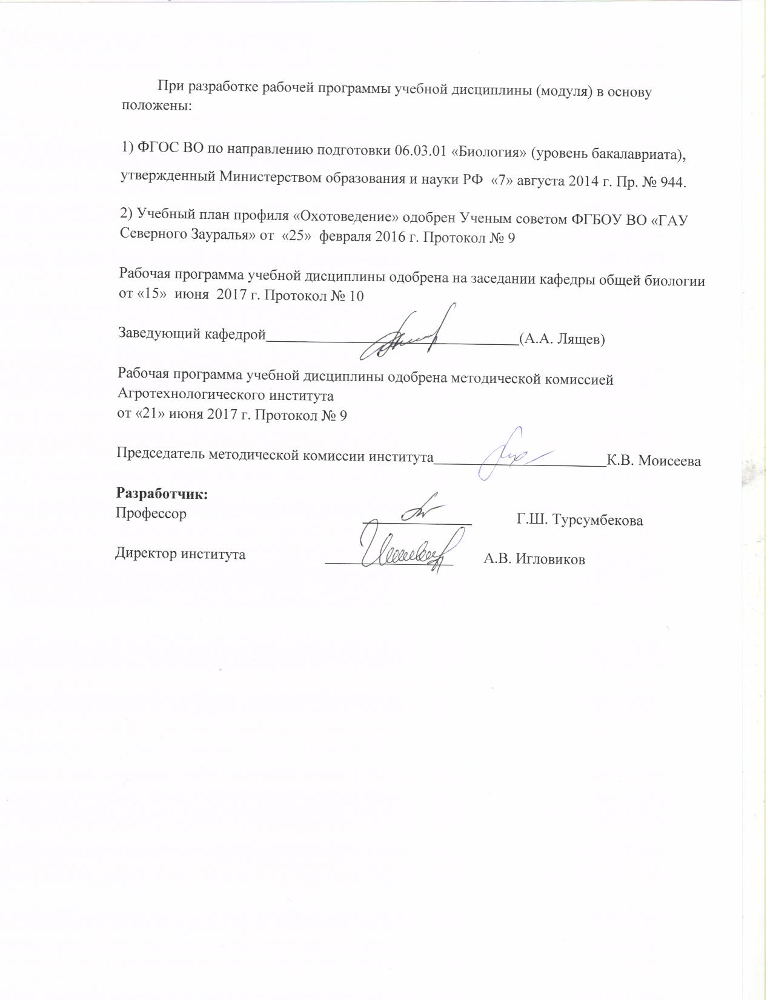 При разработке рабочей программы учебной дисциплины (модуля) в основу
положены:
1) ФГОС ВО по направлению подготовки 06.03.01 «Биология» (уровень бакалавриата),
утвержденный Министерством образования и науки РФ «7» августа 2014 г. Пр. № 944.
2) Учебный план профиля «Охотоведение» одобрен Ученым советом ФГБОУ ВО «ГАУ
Северного Зауралья» от «25» февраля 2016 г. Протокол № 9
Рабочая программа учебной дисциплины одобрена на заседании кафедры общей биологии
от «15» июня 2017 г. Протокол № 10
Заведующий кафедрой (А.А. Лящев)
Рабочая программа учебной дисциплины одобрена методической комиссией
Агротехнологического института
от «21» июня 2017 г. Протокол № 9
Председатель методической комиссии института К.В. Моисеева
Разработчик:
Профессор Г.Ш. Турсумбекова
Директор института А.В. Игловиков